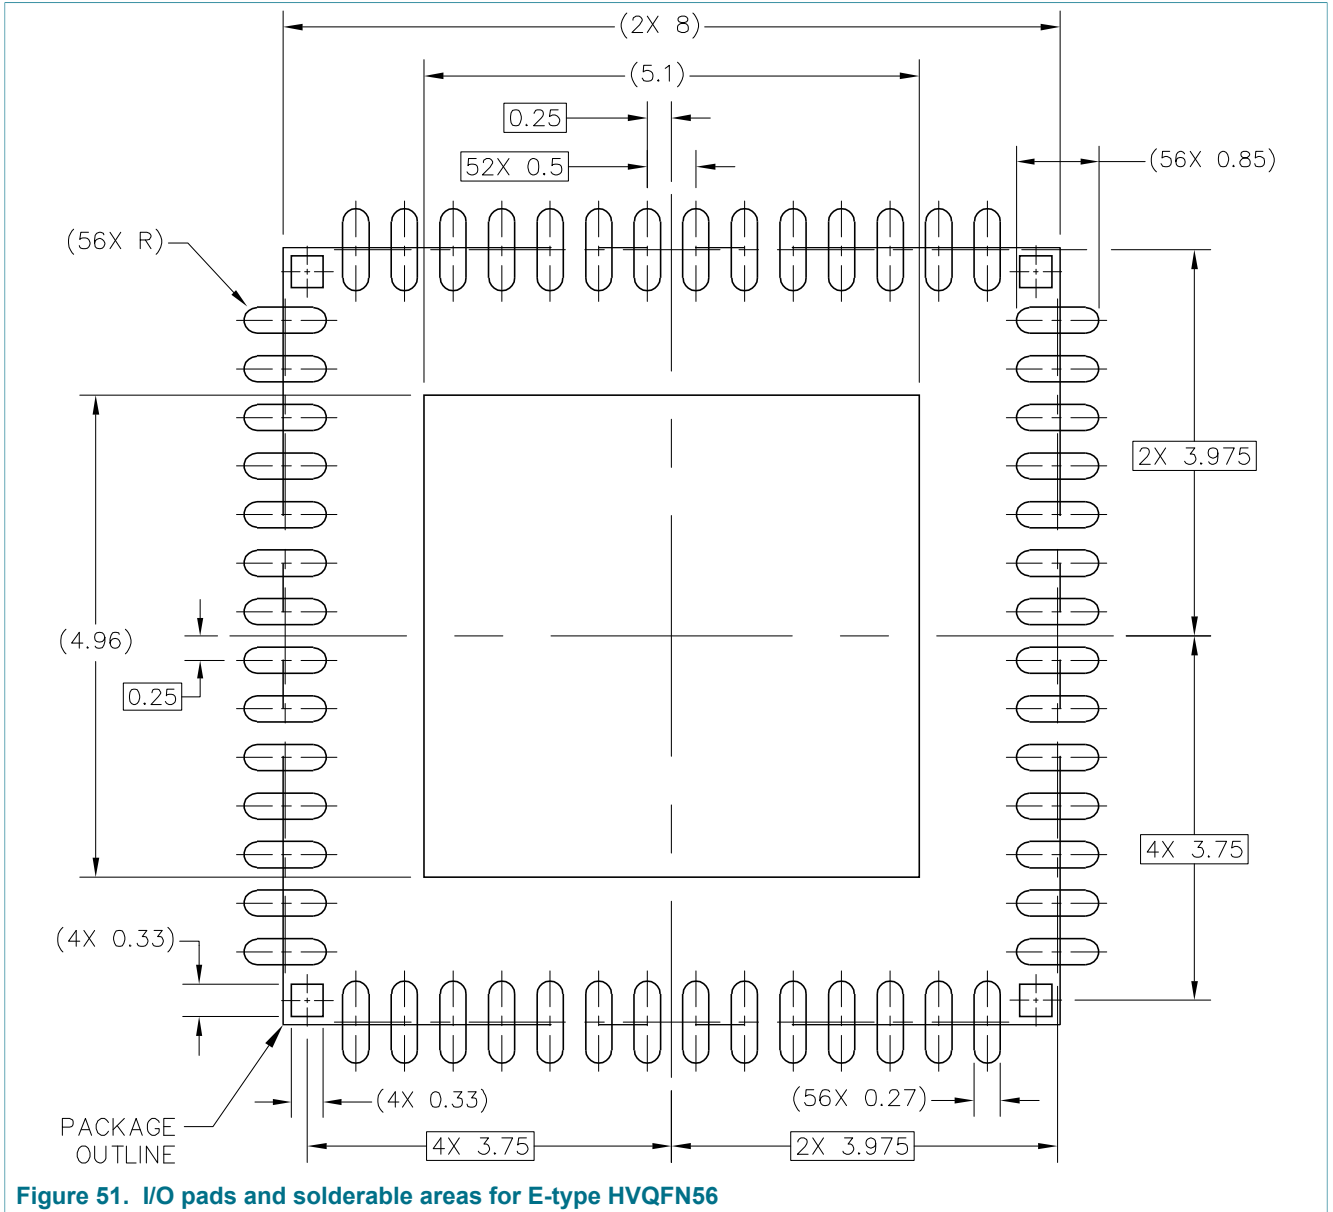 (2X 8)
(5.1)
0.25
52X 0.5
(56X 0.85)
(56X R)
2X 3.975
(4.96)
0.25
4X 3.75
(4X 0.33)
(4X 0.33)
(56X 0.27)
PACKAGE
OUTLINE
4X 3.75
2X 3.975
Figure 51. I/O pads and solderable areas for E-type HVQFN56